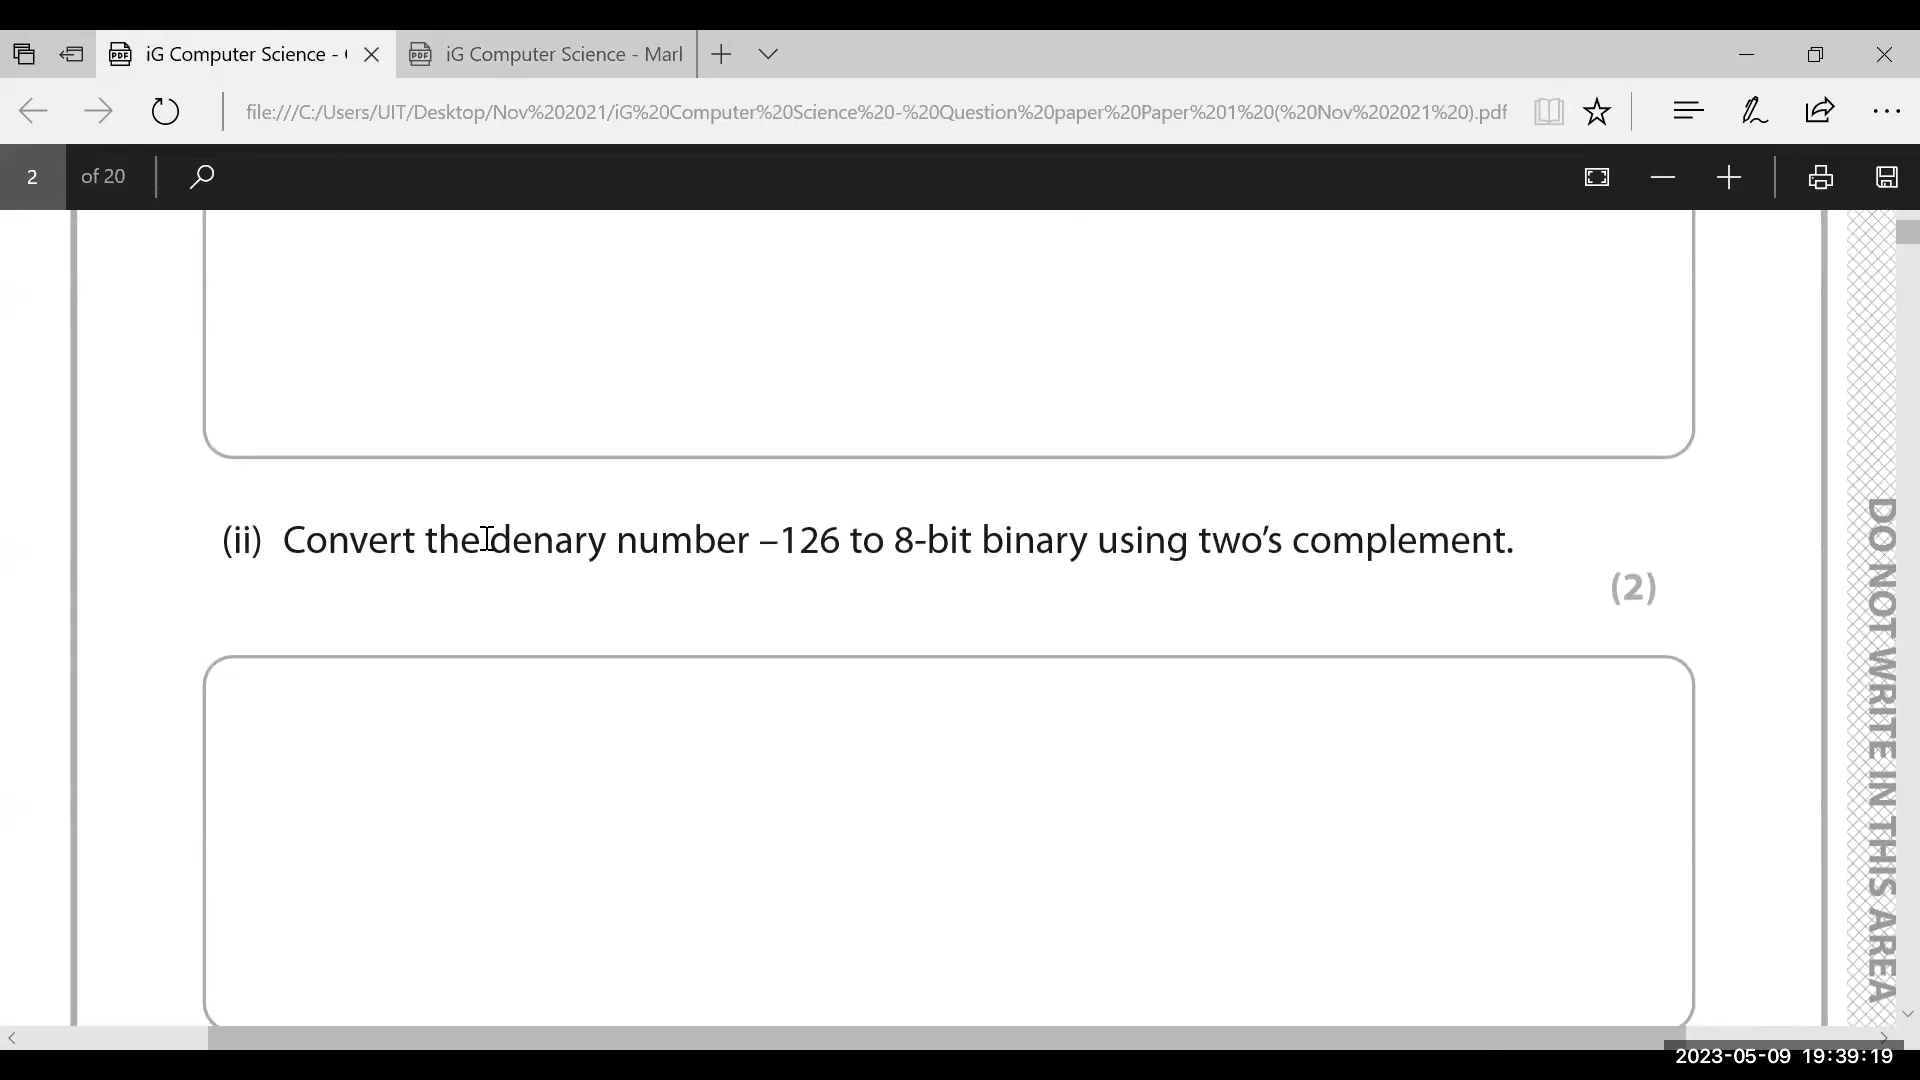 iG Computer Science - (
iG Computer Science - Marl
file:///C:/Users/UIT/Desktop/Nov%202021/iG%20Computer%20Science%20-%20Question%20paper%20Paper%201%20(%20Nov%202021%20).pdf
2 of 20
(ii) Convert the denary number –126 to 8-bit binary using two’s complement.
(2)
DO NOT WRITE IN THIS AREA
2023-05-09 19:39:19